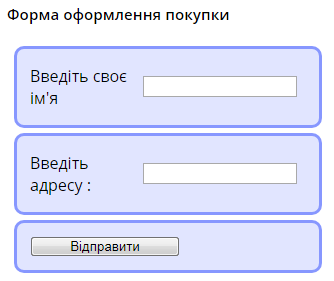 Форма оформлення покупки
Введіть своє
ім'я
Введіть
адресу :
Відправити